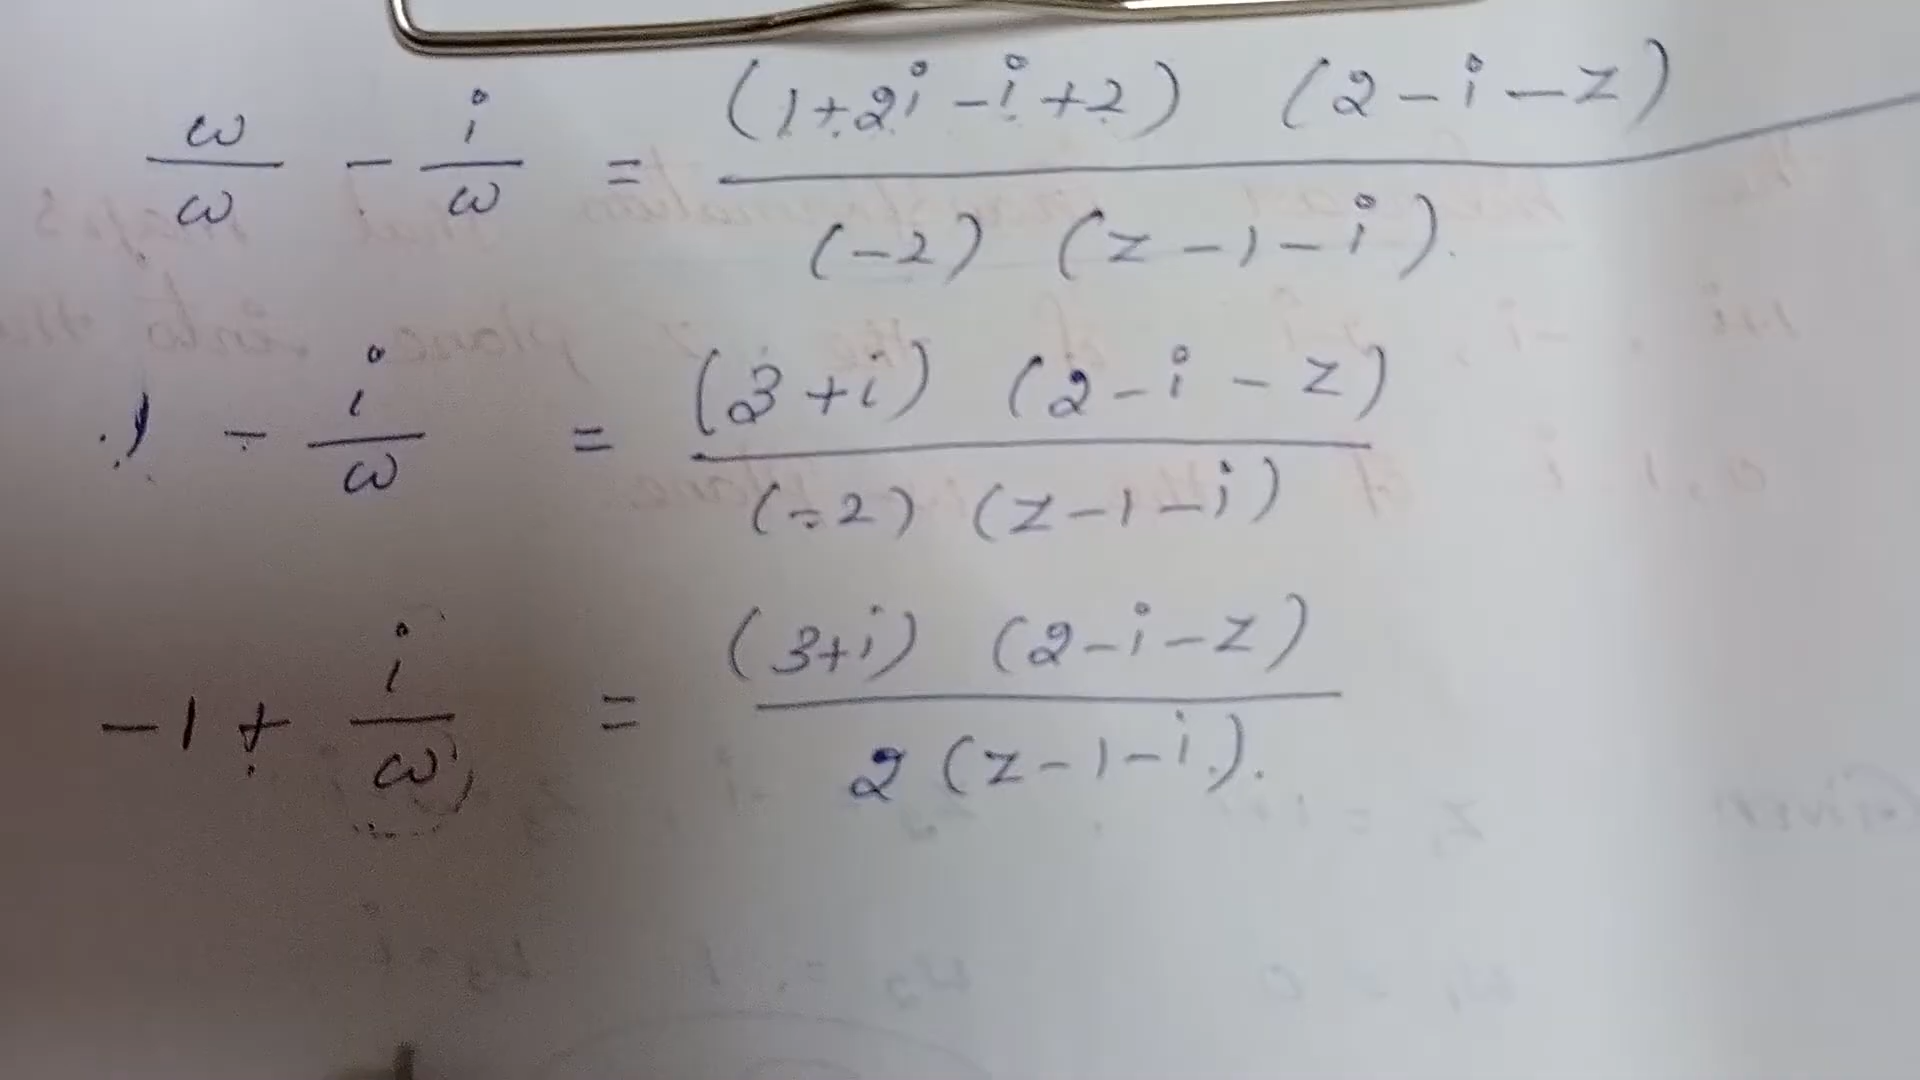 ω/ω - i/ω = (1+2i-i+2) (2-i-z) / (-2) (z-1-i).
1 - i/ω = (3+i) (2-i-z) / (-2) (z-1-i)
-1 + i/ω = (3+i) (2-i-z) / 2 (z-1-i).